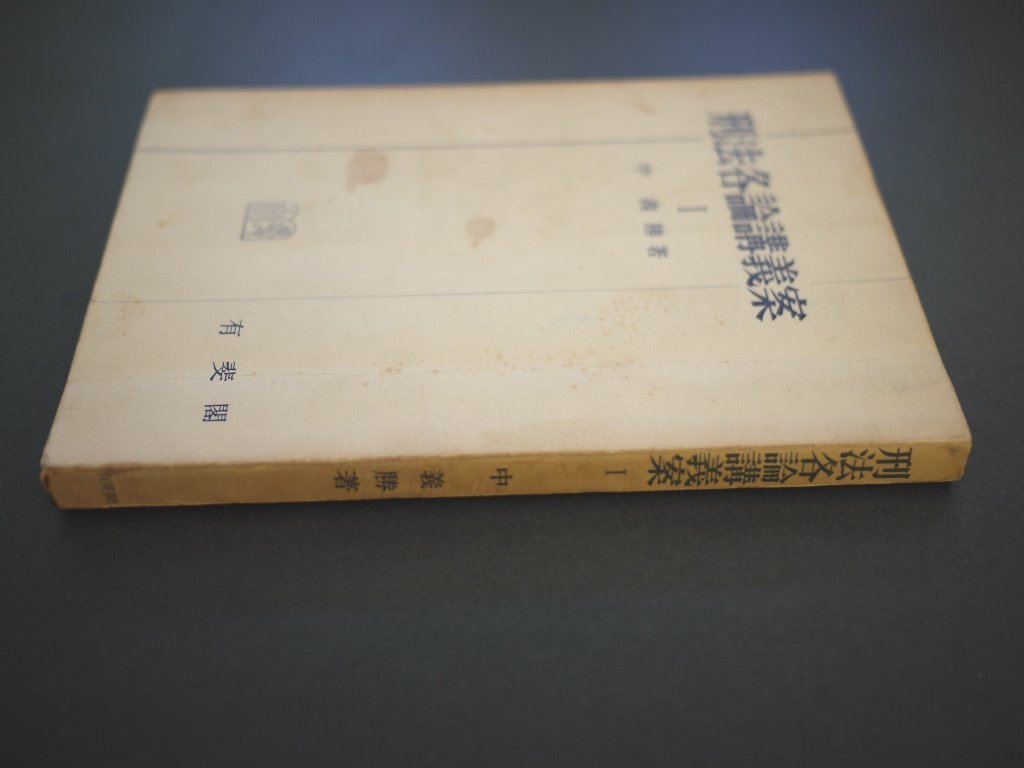 刑法各論講義案
I
中 義勝著
有斐閣
刑法各論講義案 I
中 義勝著